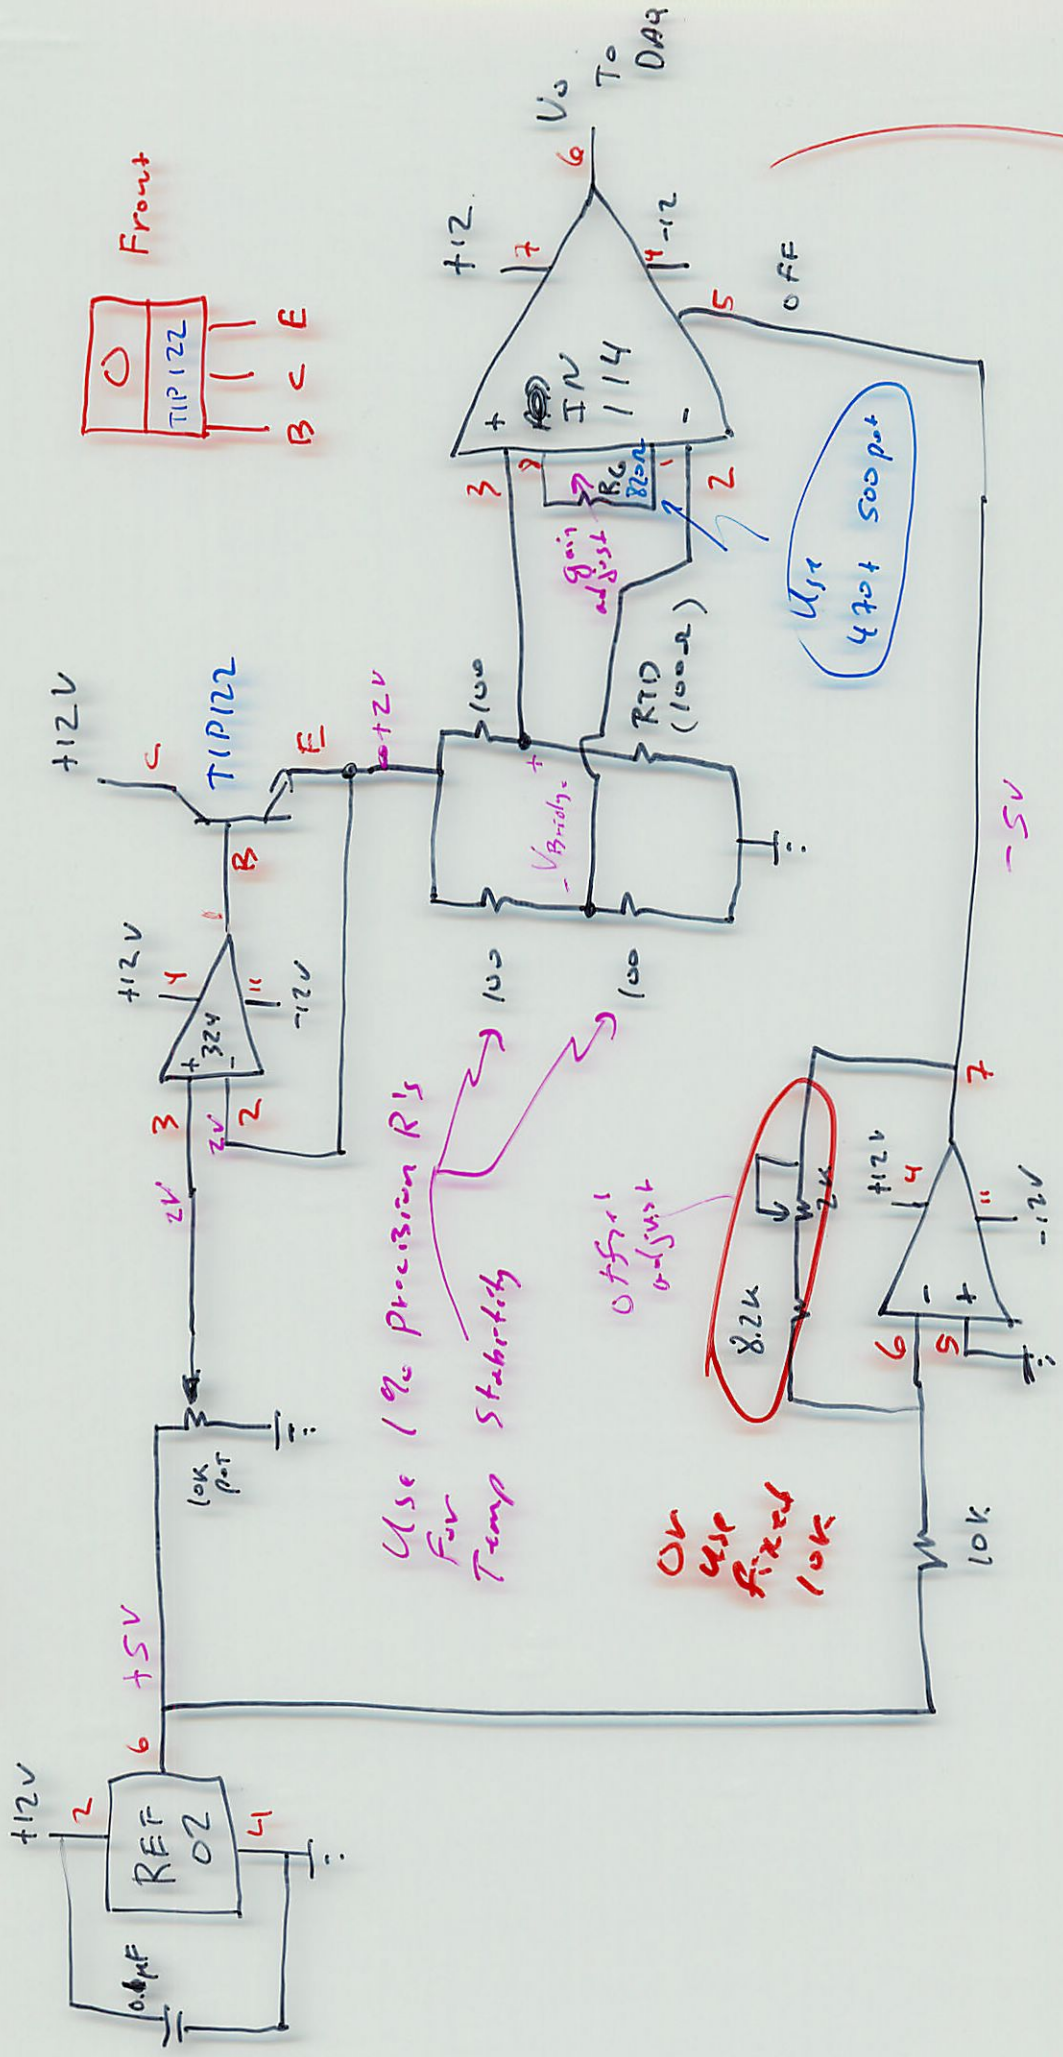 +12V
2
REF
02
4
0.1µF
6
+5V
10K
pot
2V
3
2V
2
+
-
324
+12V
4
11
-12V
B
C
+12V
TIP122
E
+2V
O
TIP122
B C E
Front
Use 1% Precision R's
For
Temp Stability
100
100
100
- VBridge +
RTD
(100Ω)
3
8
gain
adjust
RG
820Ω
1
2
+
IN
114
-
+12
7
4
-12
6
Vo
To
DAQ
5
OFF
Use
470+ 500 pot
-5V
Offset
adjust
8.2K
2K
Or
use
fixed
10K
10K
6
5
-
+
+12V
4
11
-12V
7